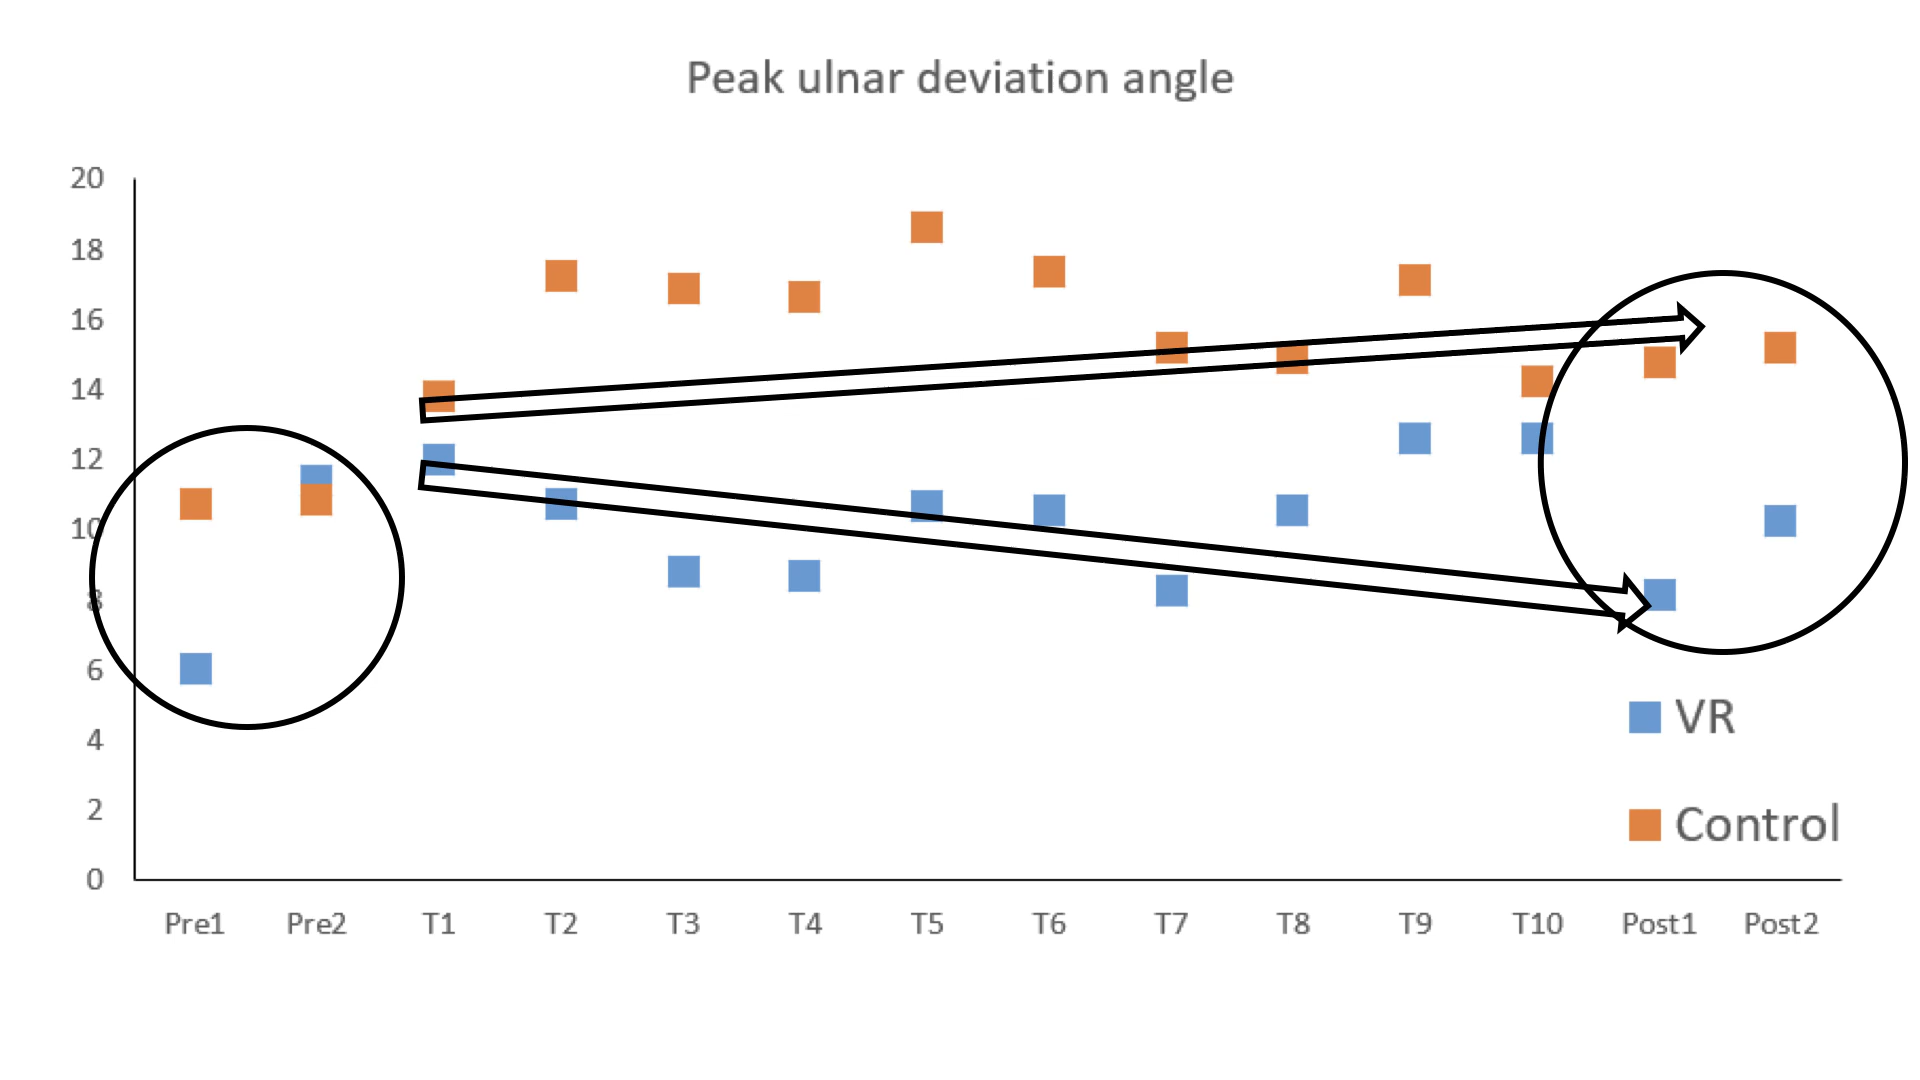 Peak ulnar deviation angle
20
18
16
14
12
10
8
6
4
2
0
Pre1 Pre2 T1 T2 T3 T4 T5 T6 T7 T8 T9 T10 Post1 Post2
VR
Control